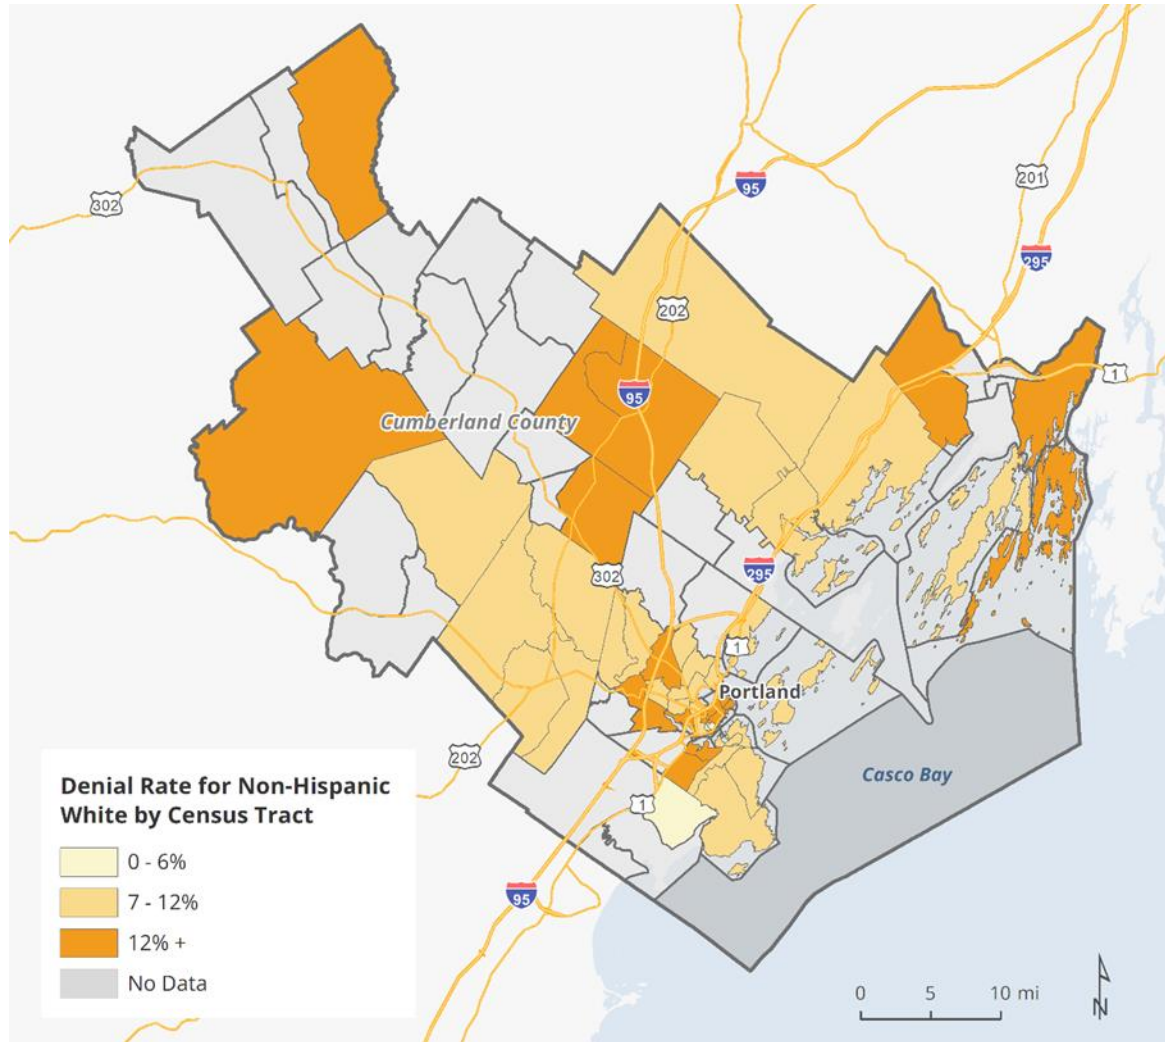 95
201
302
295
202
1
95
Cumberland County
302
295
1
Portland
202
Casco Bay
1
95
Denial Rate for Non-Hispanic
White by Census Tract
0 - 6%
7 - 12%
12% +
No Data
0 5 10 mi
N